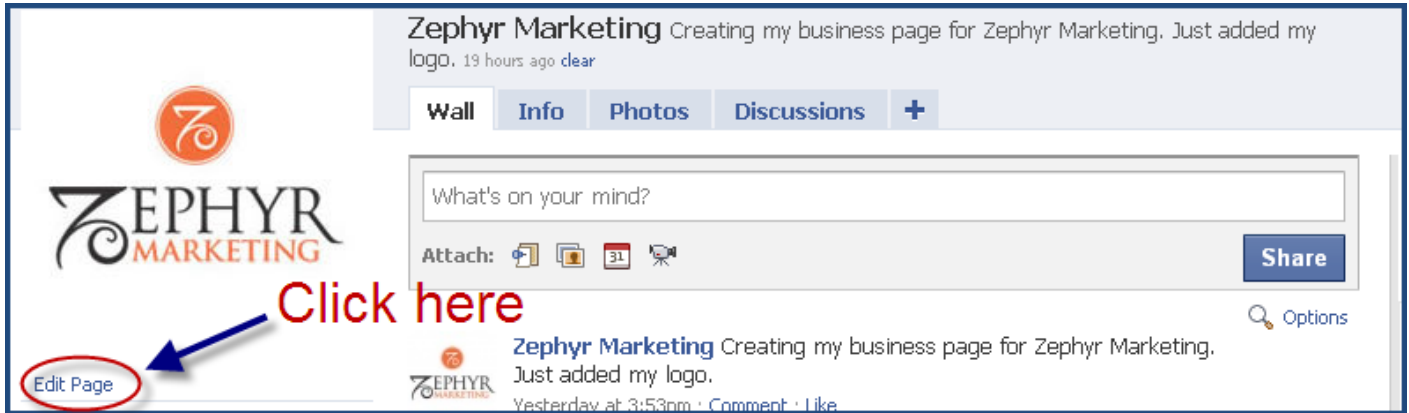 Zephyr Marketing Creating my business page for Zephyr Marketing. Just added my
logo. 19 hours ago clear
Wall Info Photos Discussions +
ZEPHYR
MARKETING
What's on your mind?
Attach: 31
Share
Click here
Options
Edit Page
ZEPHYR
MARKETING
Zephyr Marketing Creating my business page for Zephyr Marketing.
Just added my logo.
Yesterday at 3:53pm · Comment · Like